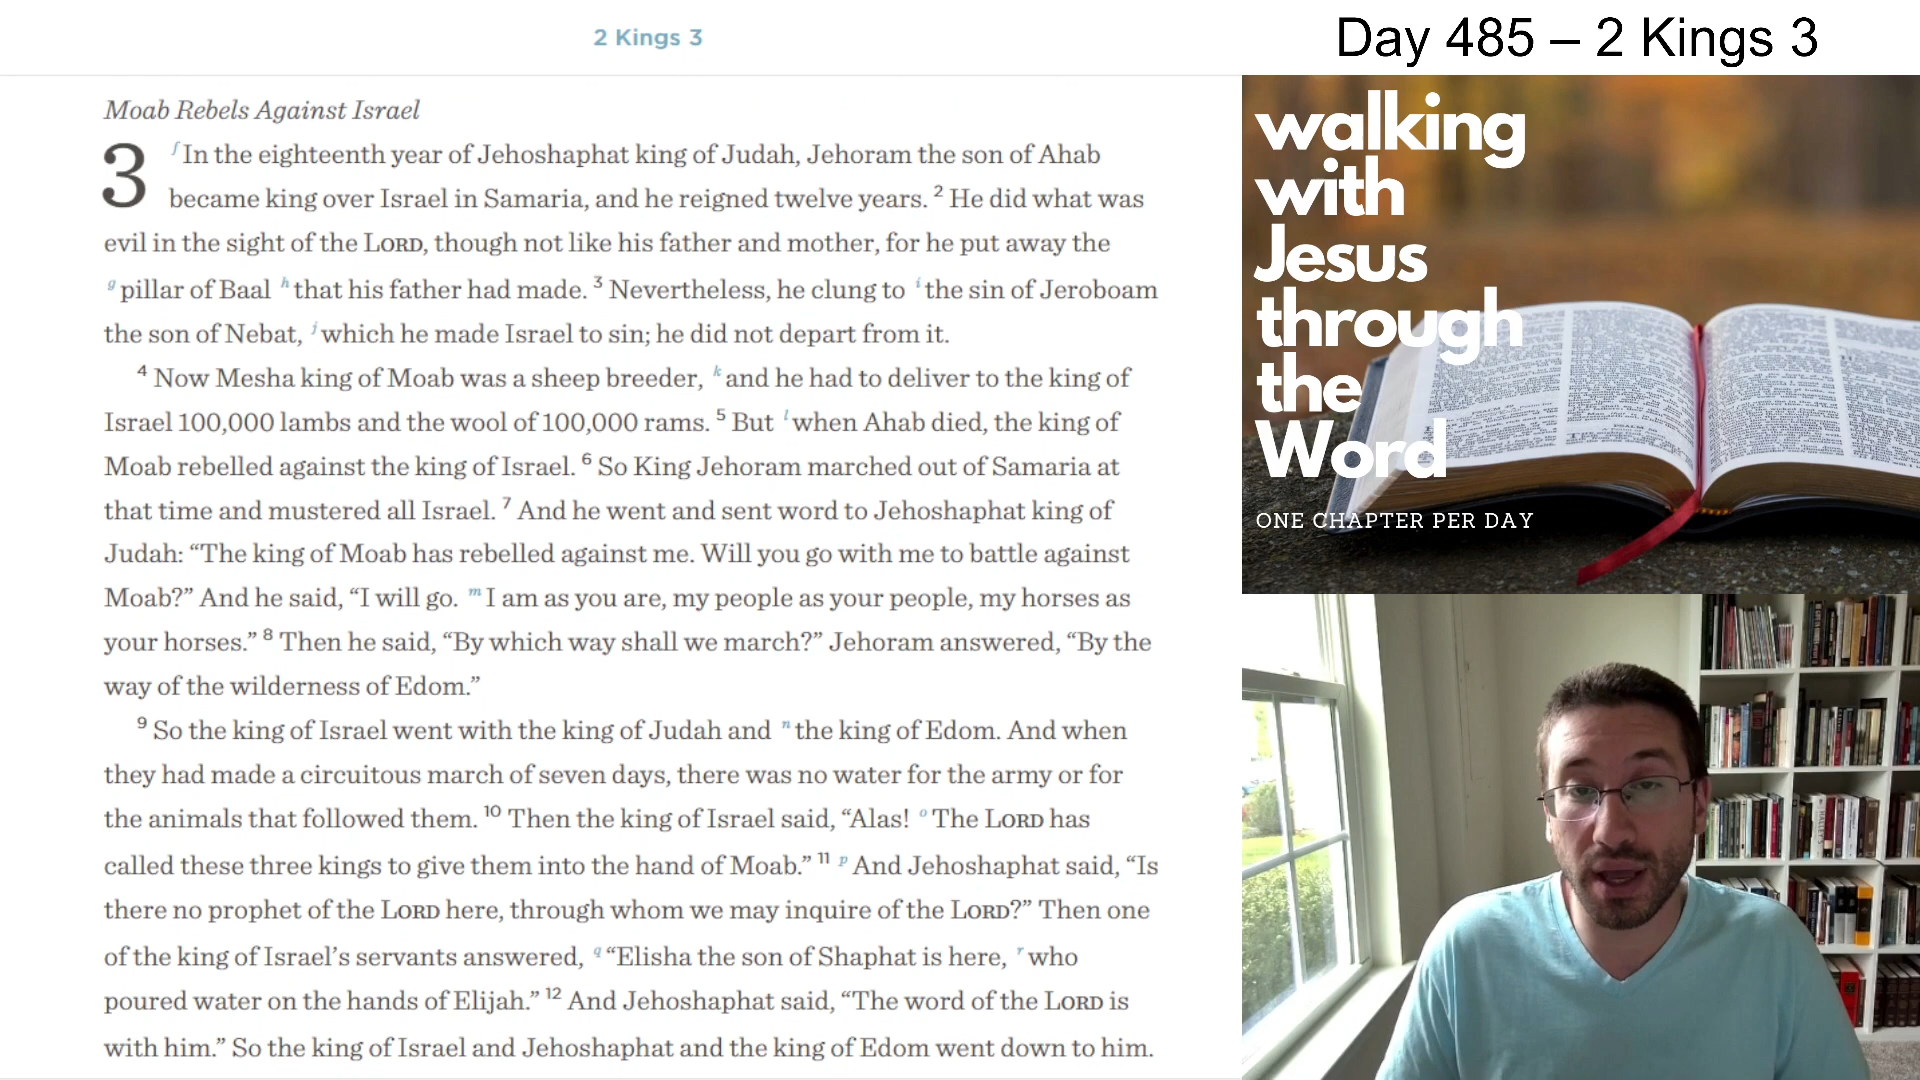 2 Kings 3
Day 485 – 2 Kings 3
Moab Rebels Against Israel
3 f In the eighteenth year of Jehoshaphat king of Judah, Jehoram the son of Ahab
became king over Israel in Samaria, and he reigned twelve years. 2 He did what was
evil in the sight of the LORD, though not like his father and mother, for he put away the
g pillar of Baal h that his father had made. 3 Nevertheless, he clung to i the sin of Jeroboam
the son of Nebat, j which he made Israel to sin; he did not depart from it.
4 Now Mesha king of Moab was a sheep breeder, k and he had to deliver to the king of
Israel 100,000 lambs and the wool of 100,000 rams. 5 But l when Ahab died, the king of
Moab rebelled against the king of Israel. 6 So King Jehoram marched out of Samaria at
that time and mustered all Israel. 7 And he went and sent word to Jehoshaphat king of
Judah: “The king of Moab has rebelled against me. Will you go with me to battle against
Moab?” And he said, “I will go. m I am as you are, my people as your people, my horses as
your horses.” 8 Then he said, “By which way shall we march?” Jehoram answered, “By the
way of the wilderness of Edom.”
9 So the king of Israel went with the king of Judah and n the king of Edom. And when
they had made a circuitous march of seven days, there was no water for the army or for
the animals that followed them. 10 Then the king of Israel said, “Alas! o The LORD has
called these three kings to give them into the hand of Moab.” 11 p And Jehoshaphat said, “Is
there no prophet of the LORD here, through whom we may inquire of the LORD?” Then one
of the king of Israel’s servants answered, q “Elisha the son of Shaphat is here, r who
poured water on the hands of Elijah.” 12 And Jehoshaphat said, “The word of the LORD is
with him.” So the king of Israel and Jehoshaphat and the king of Edom went down to him.
walking
with
Jesus
through
the
Word
ONE CHAPTER PER DAY